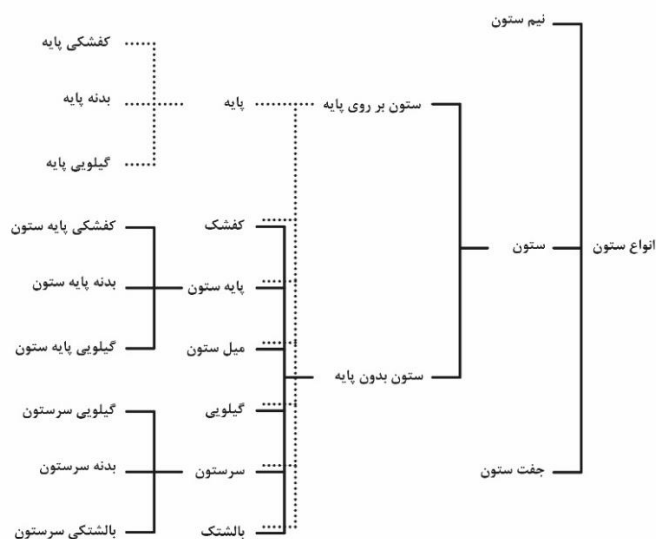 انواع ستون
نیم ستون
ستون
جفت ستون
ستون بر روی پایه
ستون بدون پایه
پایه
کفشک
پایه ستون
میل ستون
گیلویی
سرستون
بالشتک
کفشکی پایه
بدنه پایه
گیلویی پایه
کفشکی پایه ستون
بدنه پایه ستون
گیلویی پایه ستون
گیلویی سرستون
بدنه سرستون
بالشتکی سرستون